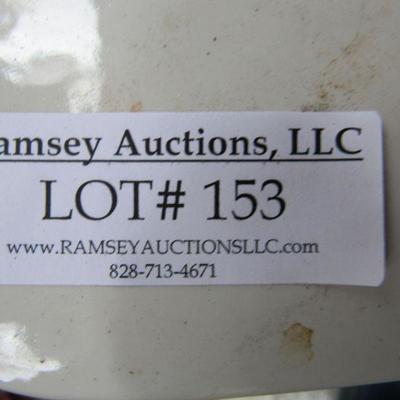 amsey Auctions, LLC
LOT# 153
www.RAMSEYAUCTIONSLLC.com
828-713-4671